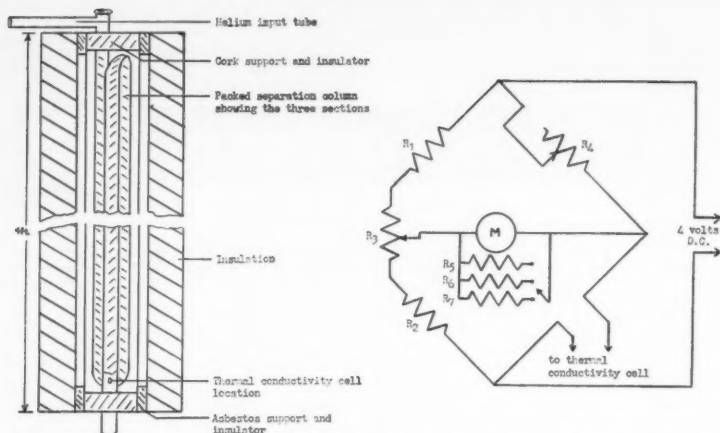 Helium input tube
Cork support and insulator
Packed separation column
showing the three sections
Insulation
Thermal conductivity cell
location
Asbestos support and
insulator
R1
R4
R3
M
R5
R6
R7
R2
4 volts
D.C.
to thermal
conductivity cell